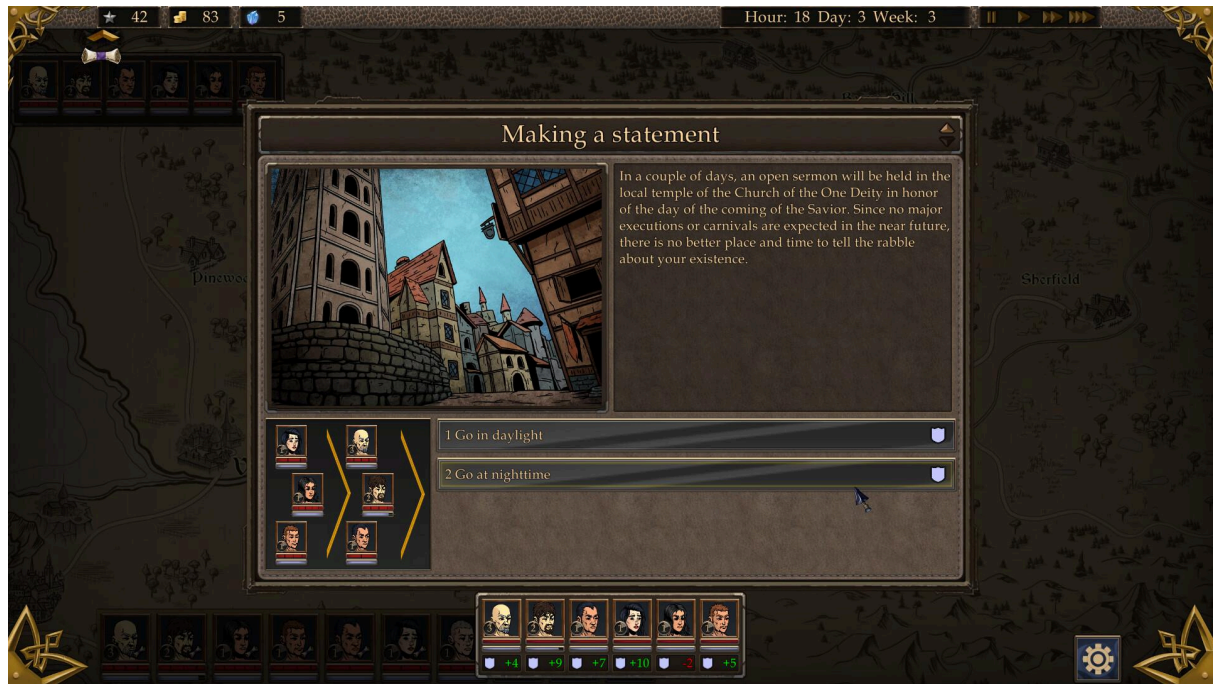 42 83 5 Hour: 18 Day: 3 Week: 3
Making a statement
In a couple of days, an open sermon will be held in the
local temple of the Church of the One Deity in honor
of the day of the coming of the Savior. Since no major
executions or carnivals are expected in the near future,
there is no better place and time to tell the rabble
about your existence.
Sherfield
1 Go in daylight
2 Go at nighttime
+4 +9 +7 +10 -2 +5